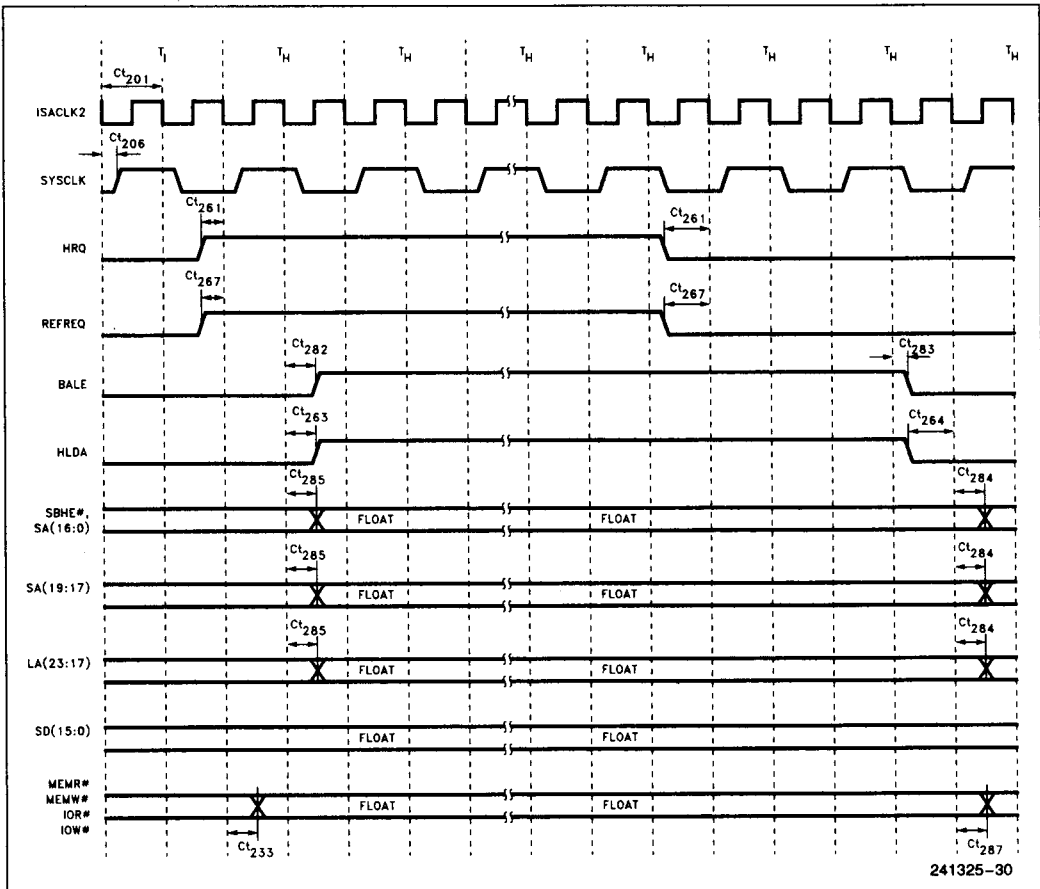 TI TH TH TH TH TH TH TH
Ct201
ISACLK2
Ct206
SYSCLK
Ct261 Ct261
HRQ
Ct267 Ct267
REFREQ
Ct282 Ct283
BALE
Ct263 Ct264
HLDA
Ct285 Ct284
SBHE#,
SA(16:0)
FLOAT FLOAT
Ct285 Ct284
SA(19:17)
FLOAT FLOAT
Ct285 Ct284
LA(23:17)
FLOAT FLOAT
SD(15:0)
FLOAT FLOAT
MEMR#
MEMW#
IOR#
IOW#
FLOAT FLOAT
Ct233 Ct287
241325-30